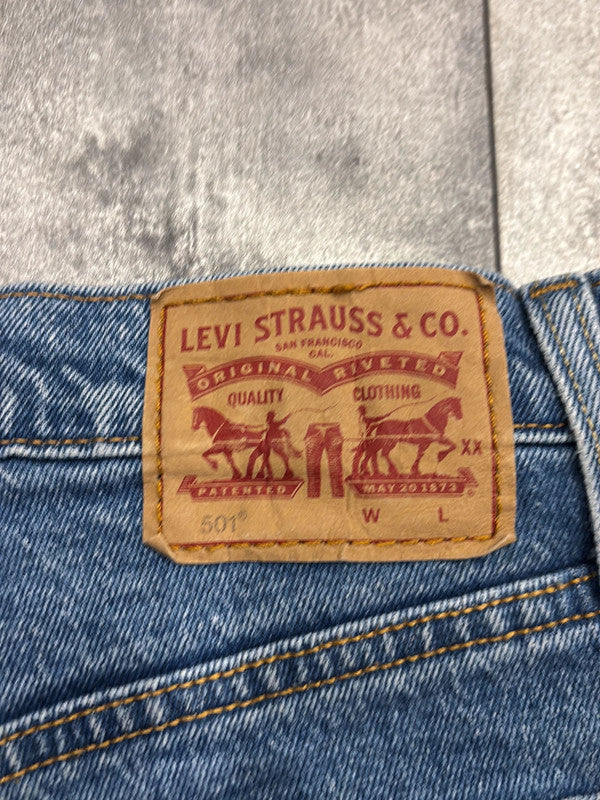 LEVI STRAUSS & CO.
SAN FRANCISCO
CAL.
ORIGINAL RIVETED
QUALITY CLOTHING
XX
PATENTED MAY 20 1873
501® W L